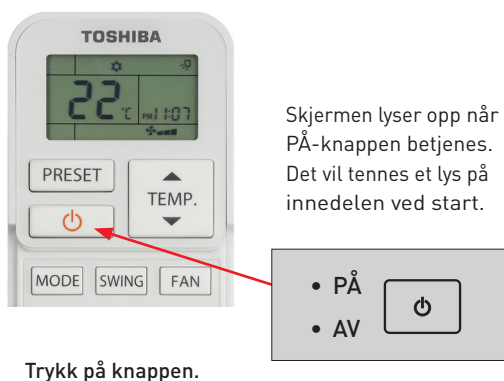 TOSHIBA
22 °C PM 11:07
PRESET
TEMP.
MODE SWING FAN
Skjermen lyser opp når
PÅ-knappen betjenes.
Det vil tennes et lys på
innedelen ved start.
• PÅ
• AV
Trykk på knappen.